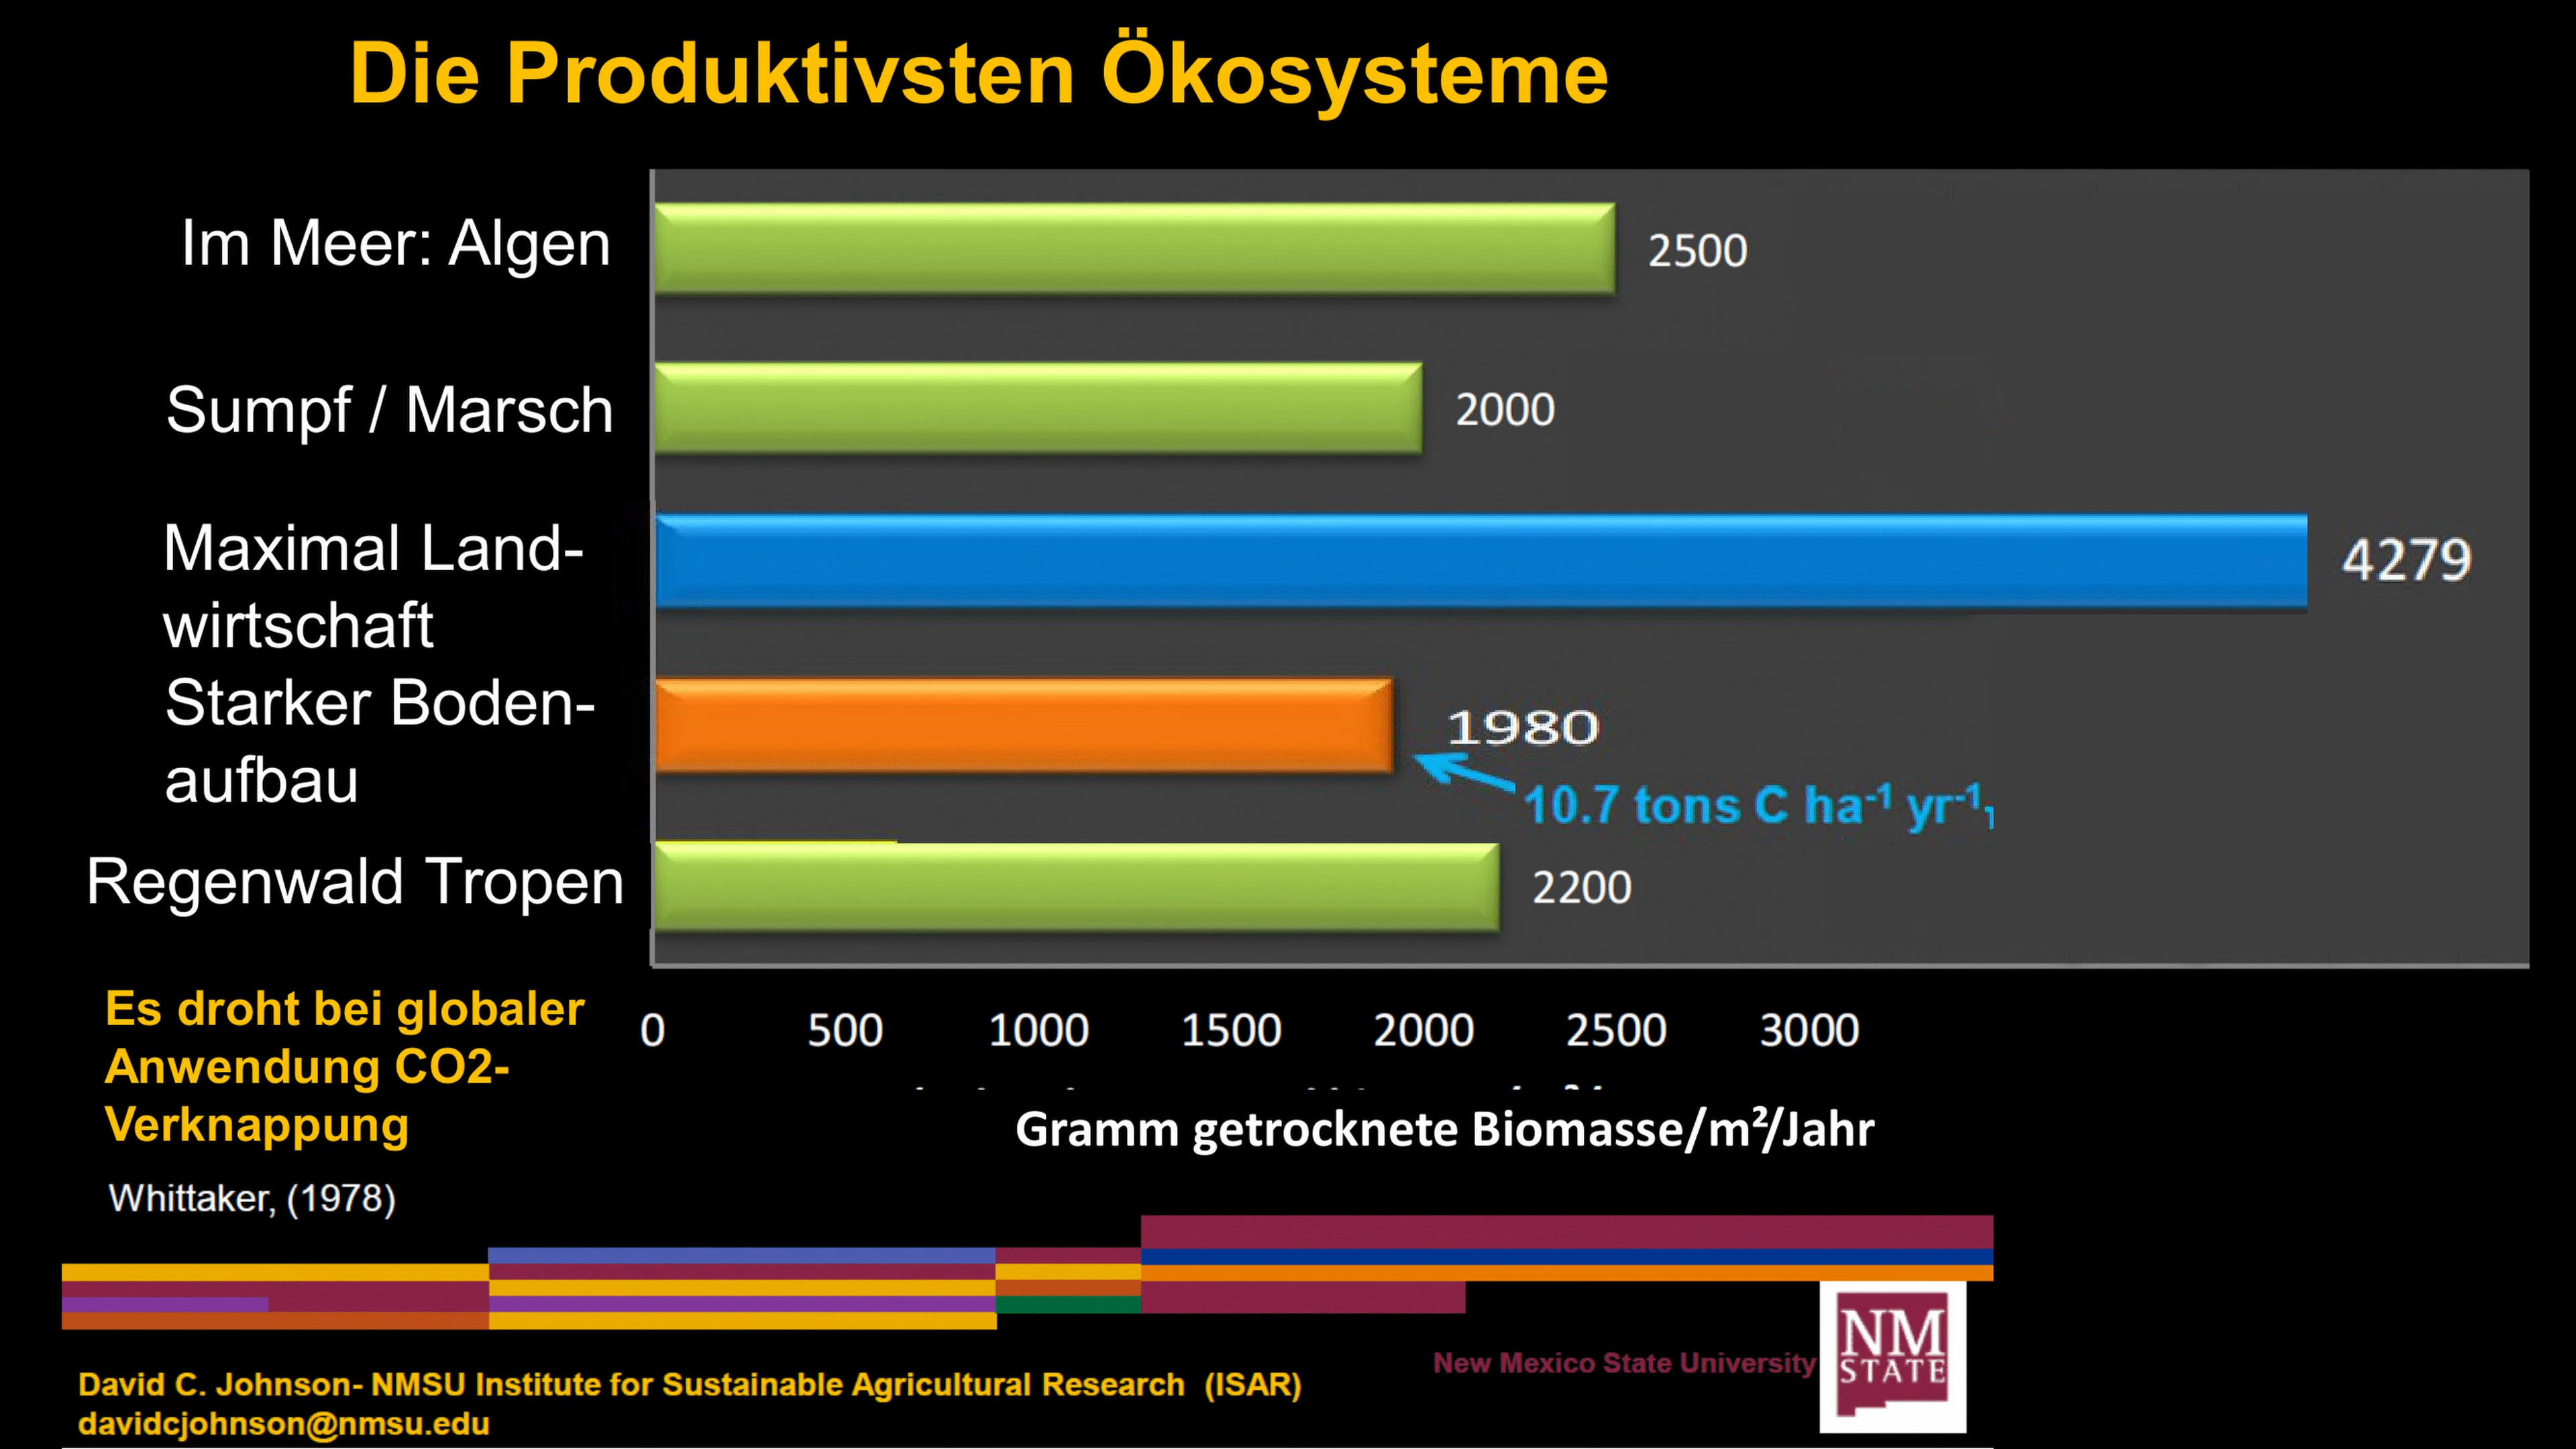 Die Produktivsten Ökosysteme
Im Meer: Algen
2500
Sumpf / Marsch
2000
Maximal Land-
wirtschaft
4279
Starker Boden-
aufbau
1980
10.7 tons C ha⁻¹ yr⁻¹
Regenwald Tropen
2200
0 500 1000 1500 2000 2500 3000
Gramm getrocknete Biomasse/m²/Jahr
Es droht bei globaler
Anwendung CO2-
Verknappung
Whittaker, (1978)
New Mexico State University
NM
STATE
David C. Johnson- NMSU Institute for Sustainable Agricultural Research (ISAR)
davidcjohnson@nmsu.edu